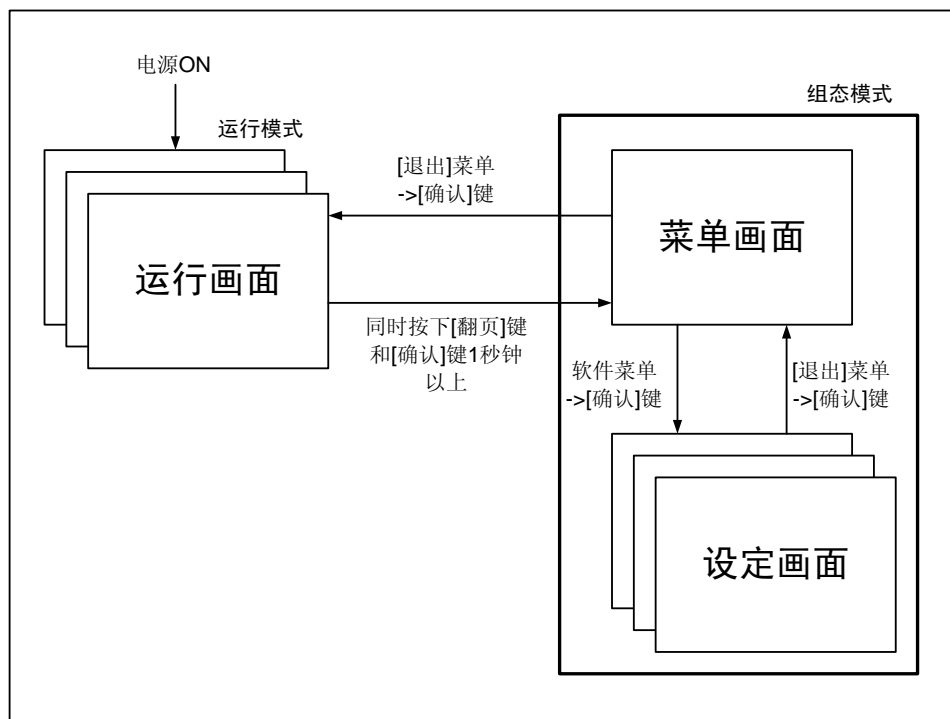 电源ON
组态模式
运行模式
[退出]菜单
->[确认]键
菜单画面
运行画面
同时按下[翻页]键
和[确认]键1秒钟
以上
软件菜单
->[确认]键
[退出]菜单
->[确认]键
设定画面